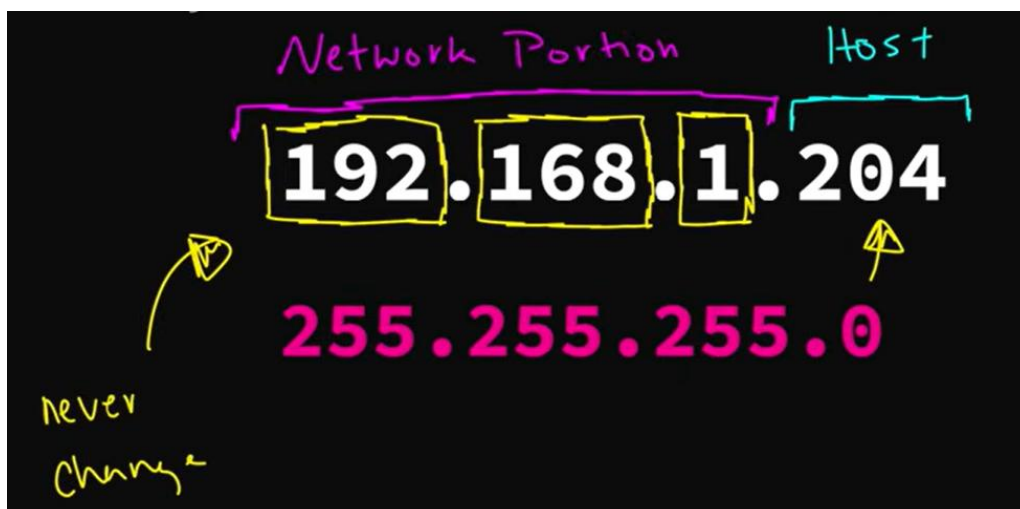 Network Portion Host
192.168.1.204
255.255.255.0
never
change